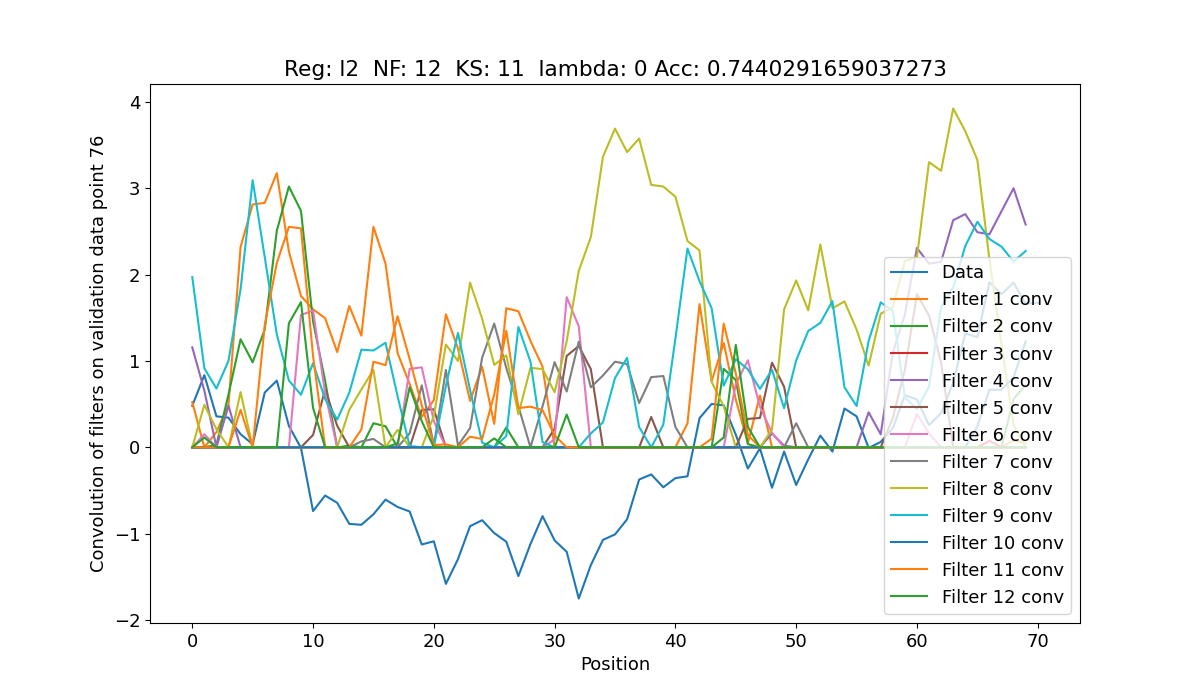 Reg: l2 NF: 12 KS: 11 lambda: 0 Acc: 0.7440291659037273
Convolution of filters on validation data point 76
4
3
2
1
0
−1
−2
0 10 20 30 40 50 60 70
Position
Data
Filter 1 conv
Filter 2 conv
Filter 3 conv
Filter 4 conv
Filter 5 conv
Filter 6 conv
Filter 7 conv
Filter 8 conv
Filter 9 conv
Filter 10 conv
Filter 11 conv
Filter 12 conv